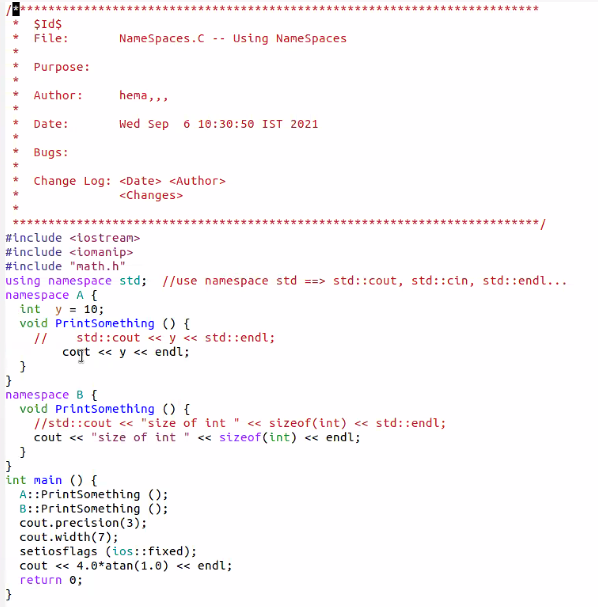 /***************************************************************************
 *  $Id$
 *  File:       NameSpaces.C -- Using NameSpaces
 *
 *  Purpose:
 *
 *  Author:     hema,,,
 *
 *  Date:       Wed Sep  6 10:30:50 IST 2021
 *
 *  Bugs:
 *
 *  Change Log: <Date> <Author>
 *              <Changes>
 *
 **************************************************************************/
#include <iostream>
#include <iomanip>
#include "math.h"
using namespace std;  //use namespace std ==> std::cout, std::cin, std::endl...
namespace A {
  int  y = 10;
  void PrintSomething () {
    //    std::cout << y << std::endl;
        cout << y << endl;
  }
}
namespace B {
  void PrintSomething () {
    //std::cout << "size of int " << sizeof(int) << std::endl;
    cout << "size of int " << sizeof(int) << endl;
  }
}
int main () {
  A::PrintSomething ();
  B::PrintSomething ();
  cout.precision(3);
  cout.width(7);
  setiosflags (ios::fixed);
  cout << 4.0*atan(1.0) << endl;
  return 0;
}